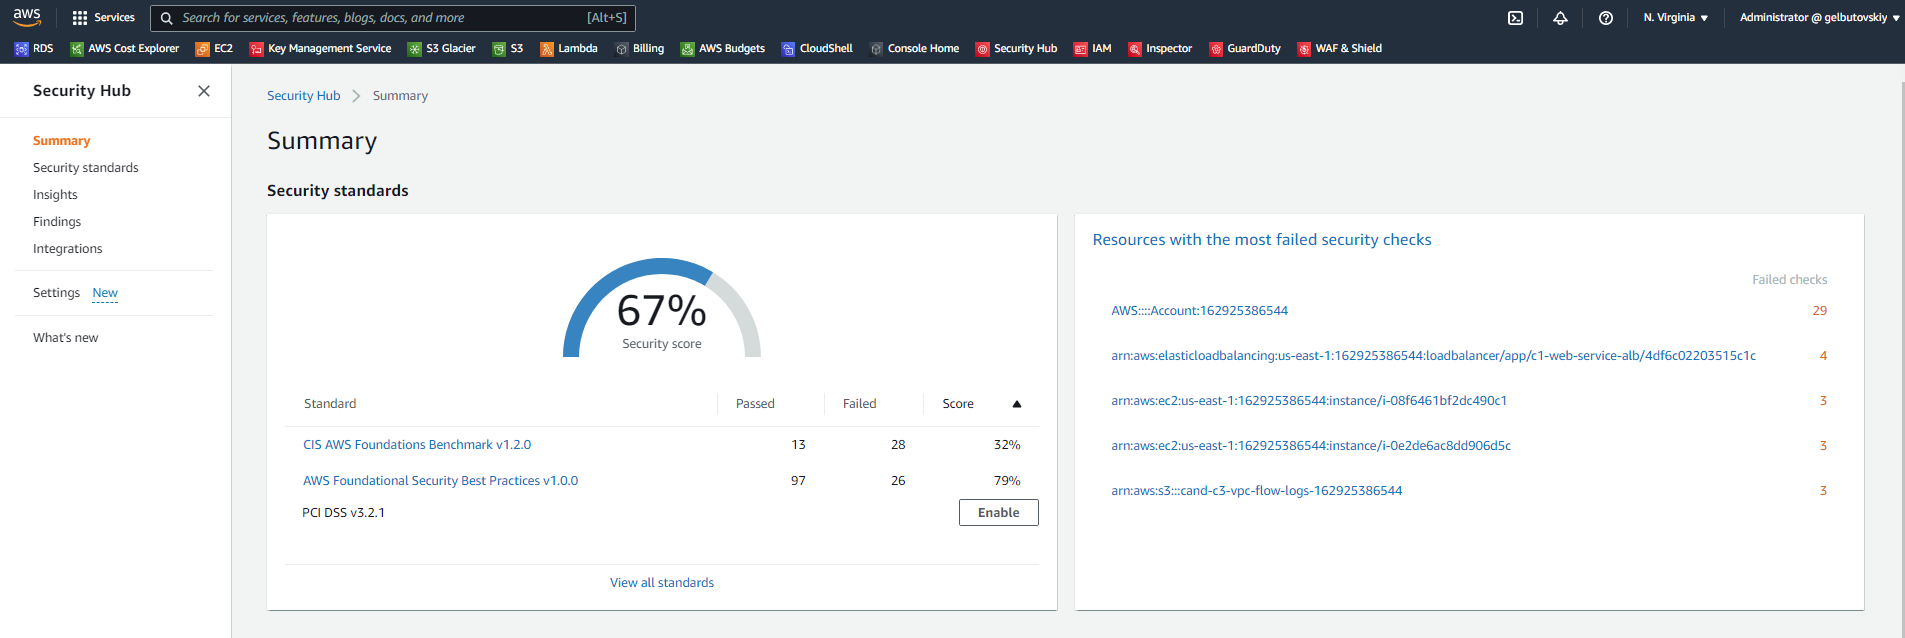 aws Services Search for services, features, blogs, docs, and more [Alt+S] N. Virginia ▼ Administrator @ gelbutovskiy ▼
RDS AWS Cost Explorer EC2 Key Management Service S3 Glacier S3 Lambda Billing AWS Budgets CloudShell Console Home Security Hub IAM Inspector GuardDuty WAF & Shield
Security Hub
Summary
Security standards
Insights
Findings
Integrations
Settings New
What's new
Security Hub > Summary
Summary
Security standards
67%
Security score
Standard Passed Failed Score ▲
CIS AWS Foundations Benchmark v1.2.0 13 28 32%
AWS Foundational Security Best Practices v1.0.0 97 26 79%
PCI DSS v3.2.1 Enable
View all standards
Resources with the most failed security checks
Failed checks
AWS::::Account:162925386544 29
arn:aws:elasticloadbalancing:us-east-1:162925386544:loadbalancer/app/c1-web-service-alb/4df6c02203515c1c 4
arn:aws:ec2:us-east-1:162925386544:instance/i-08f6461bf2dc490c1 3
arn:aws:ec2:us-east-1:162925386544:instance/i-0e2de6ac8dd906d5c 3
arn:aws:s3:::cand-c3-vpc-flow-logs-162925386544 3